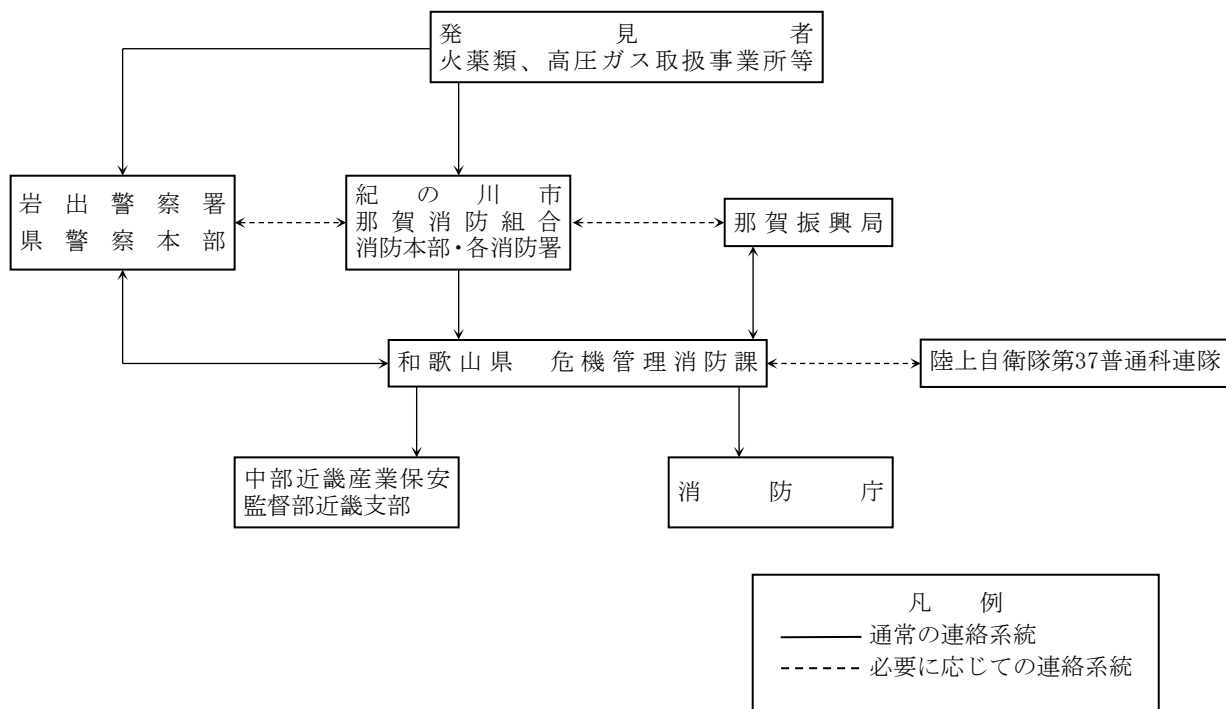 発見者
火薬類、高圧ガス取扱事業所等
岩出警察署
県警察本部
紀の川市
那賀消防組合
消防本部・各消防署
那賀振興局
和歌山県　危機管理消防課
陸上自衛隊第37普通科連隊
中部近畿産業保安
監督部近畿支部
消防庁
凡例
通常の連絡系統
必要に応じての連絡系統